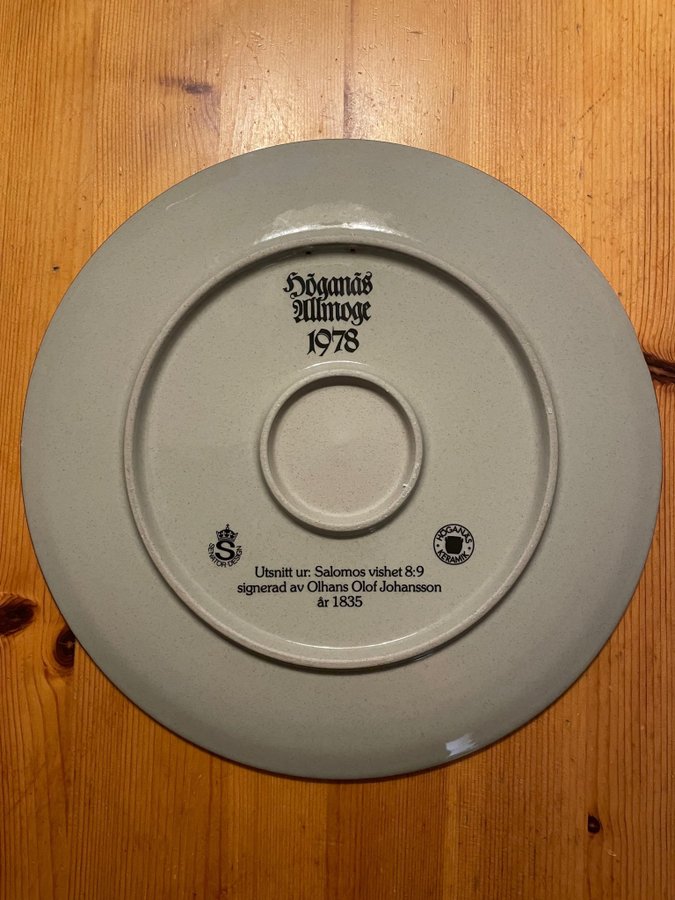 Höganäs
Allmoge
1978
S
SENATOR DESIGN
HÖGANÄS
KERAMIK
Utsnitt ur: Salomos vishet 8:9
signerad av Olhans Olof Johansson
år 1835